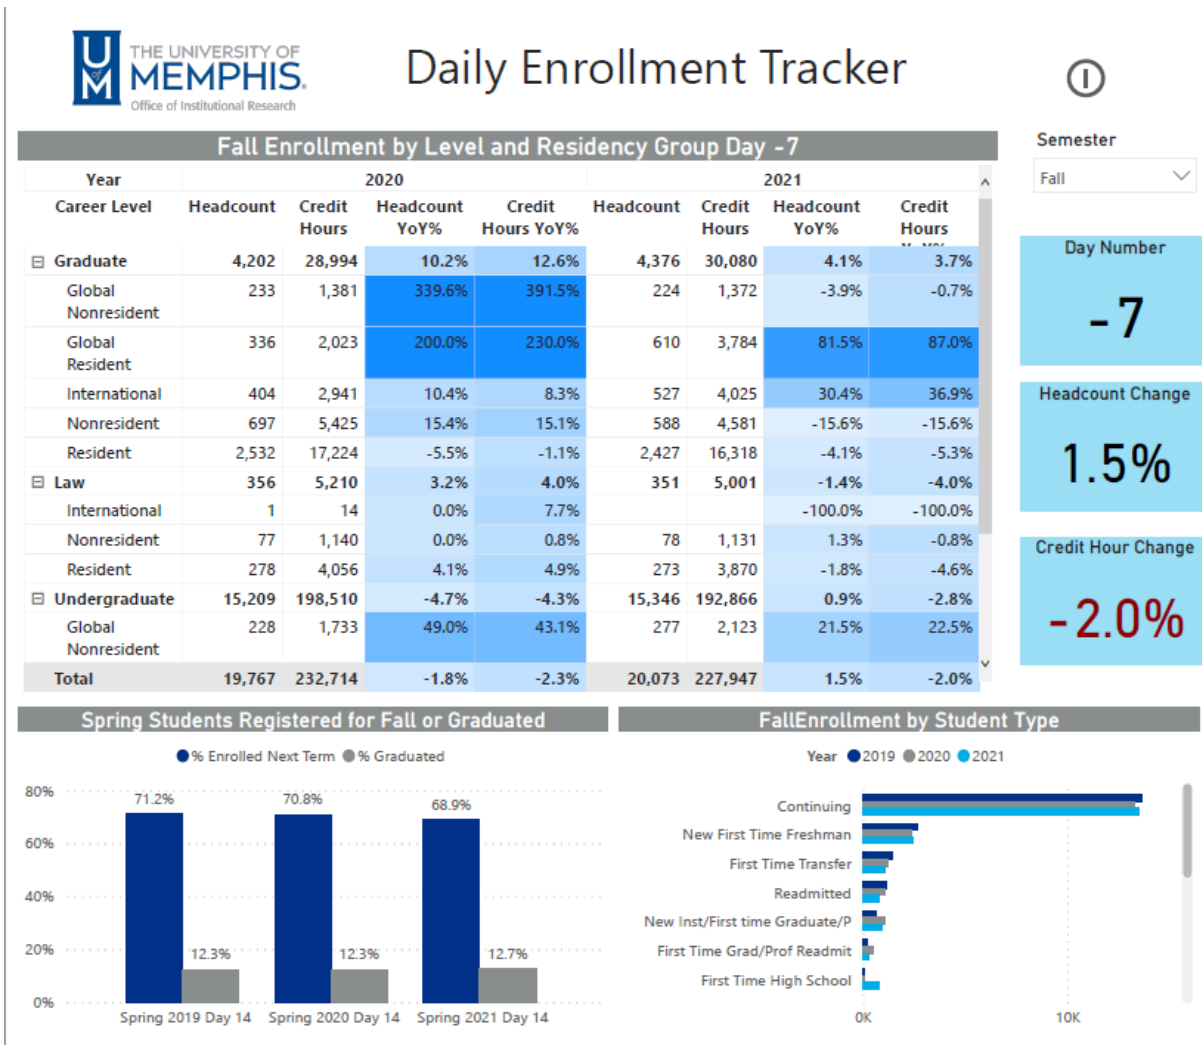 THE UNIVERSITY OF
MEMPHIS.
Office of Institutional Research
UofM
Daily Enrollment Tracker
Fall Enrollment by Level and Residency Group Day -7
Semester
Fall
Year 2020 2021
Career Level Headcount Credit Hours Headcount YoY% Credit Hours YoY% Headcount Credit Hours Headcount YoY% Credit Hours
Graduate 4,202 28,994 10.2% 12.6% 4,376 30,080 4.1% 3.7%
Global Nonresident 233 1,381 339.6% 391.5% 224 1,372 -3.9% -0.7%
Global Resident 336 2,023 200.0% 230.0% 610 3,784 81.5% 87.0%
International 404 2,941 10.4% 8.3% 527 4,025 30.4% 36.9%
Nonresident 697 5,425 15.4% 15.1% 588 4,581 -15.6% -15.6%
Resident 2,532 17,224 -5.5% -1.1% 2,427 16,318 -4.1% -5.3%
Law 356 5,210 3.2% 4.0% 351 5,001 -1.4% -4.0%
International 1 14 0.0% 7.7% -100.0% -100.0%
Nonresident 77 1,140 0.0% 0.8% 78 1,131 1.3% -0.8%
Resident 278 4,056 4.1% 4.9% 273 3,870 -1.8% -4.6%
Undergraduate 15,209 198,510 -4.7% -4.3% 15,346 192,866 0.9% -2.8%
Global Nonresident 228 1,733 49.0% 43.1% 277 2,123 21.5% 22.5%
Total 19,767 232,714 -1.8% -2.3% 20,073 227,947 1.5% -2.0%
Day Number
-7
Headcount Change
1.5%
Credit Hour Change
-2.0%
Spring Students Registered for Fall or Graduated
% Enrolled Next Term % Graduated
80%
60%
40%
20%
0%
71.2% 12.3% 70.8% 12.3% 68.9% 12.7%
Spring 2019 Day 14 Spring 2020 Day 14 Spring 2021 Day 14
FallEnrollment by Student Type
Year 2019 2020 2021
Continuing
New First Time Freshman
First Time Transfer
Readmitted
New Inst/First time Graduate/P
First Time Grad/Prof Readmit
First Time High School
0K 10K